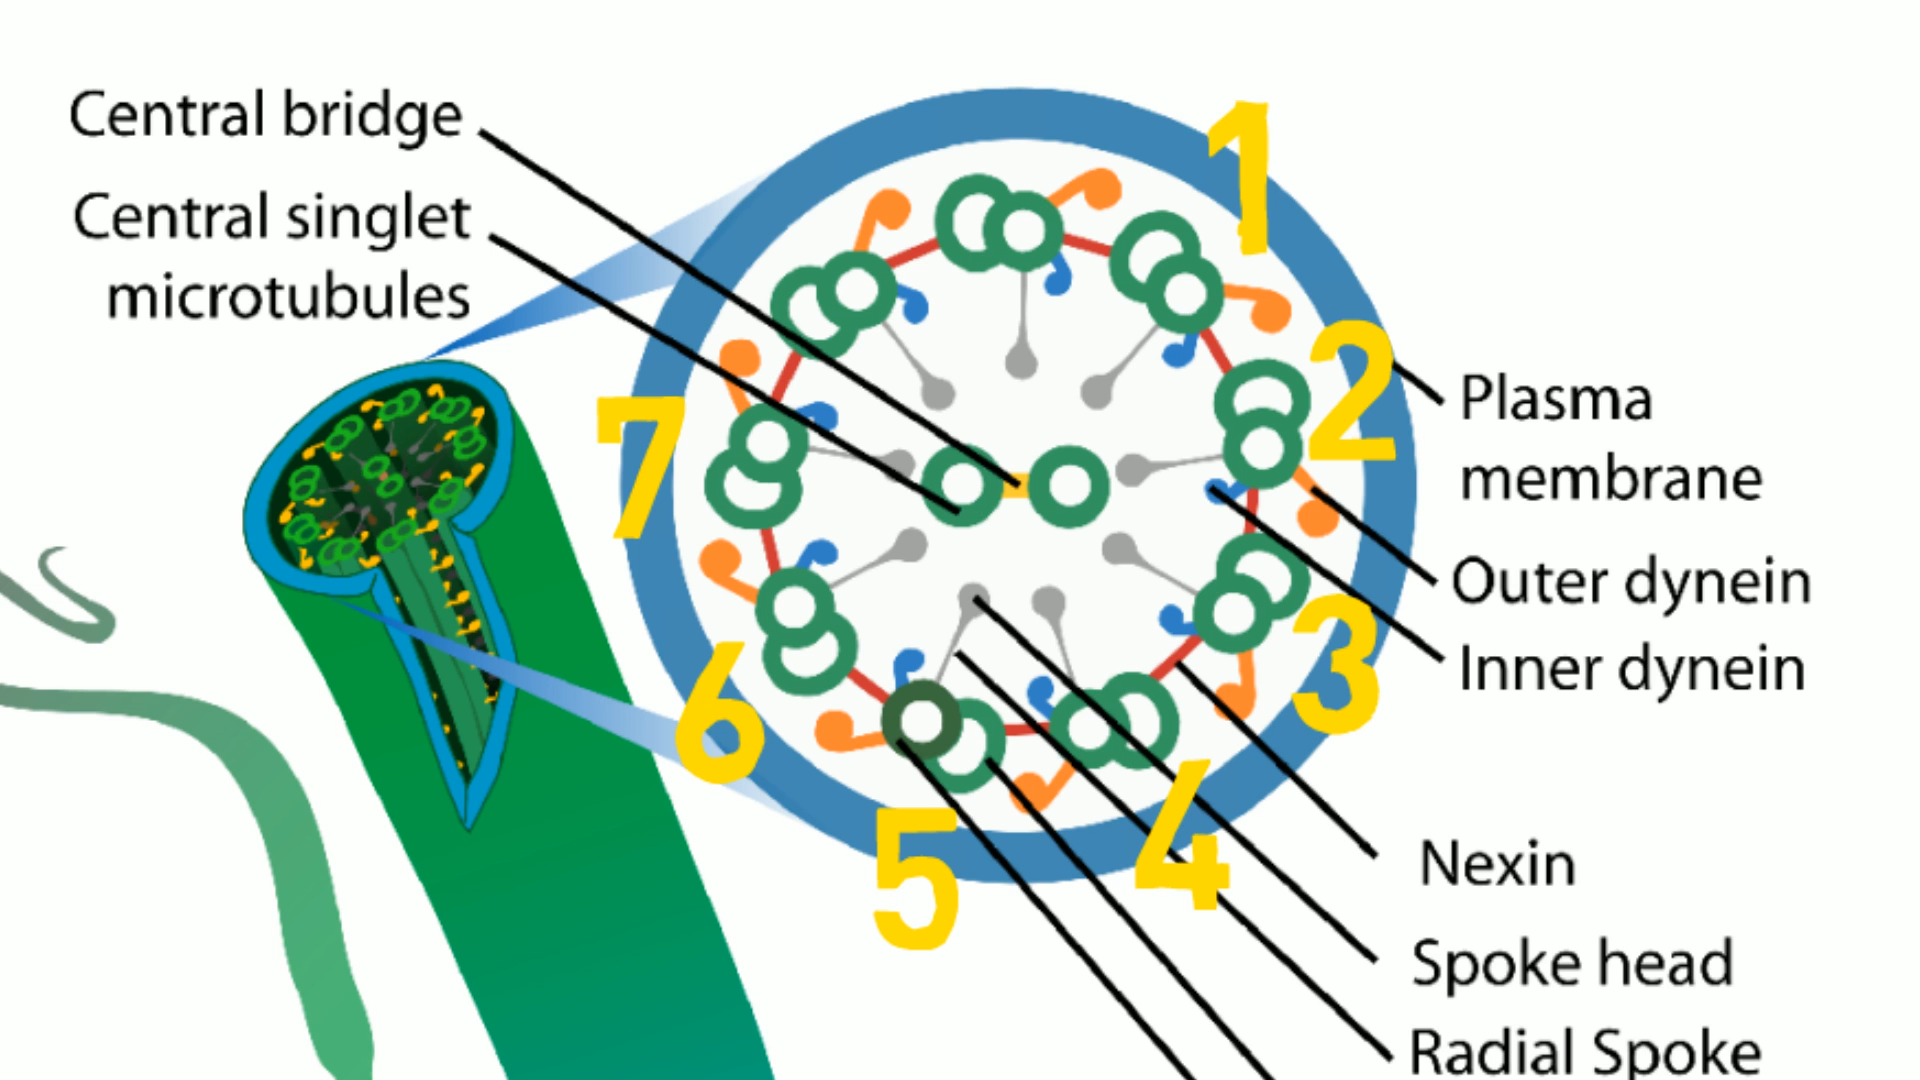 Central bridge
Central singlet
microtubules
1
2
3
4
5
6
7
Plasma
membrane
Outer dynein
Inner dynein
Nexin
Spoke head
Radial Spoke